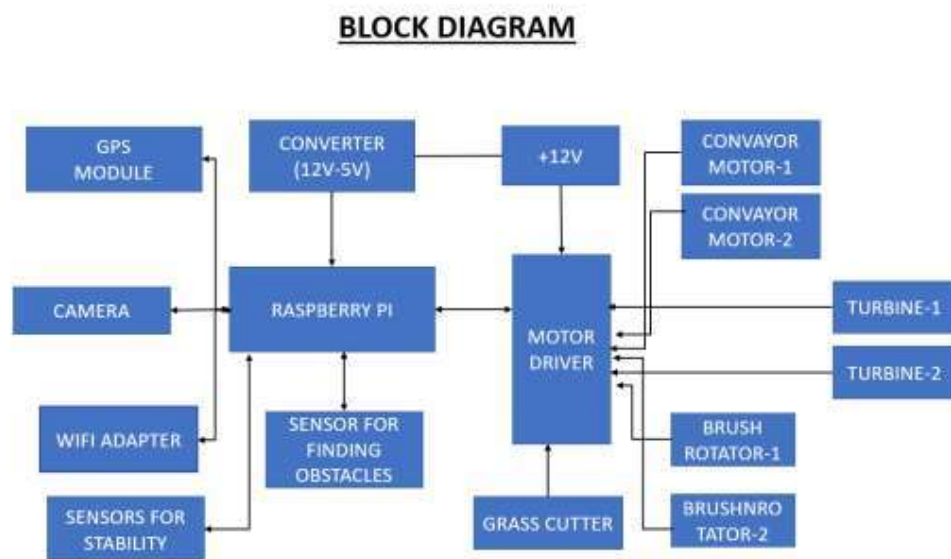 BLOCK DIAGRAM
GPS
MODULE
CONVERTER
(12V-5V)
+12V
CONVAYOR
MOTOR-1
CONVAYOR
MOTOR-2
CAMERA
RASPBERRY PI
MOTOR
DRIVER
TURBINE-1
TURBINE-2
WIFI ADAPTER
SENSOR FOR
FINDING
OBSTACLES
BRUSH
ROTATOR-1
SENSORS FOR
STABILITY
GRASS CUTTER
BRUSHNRO
TATOR-2